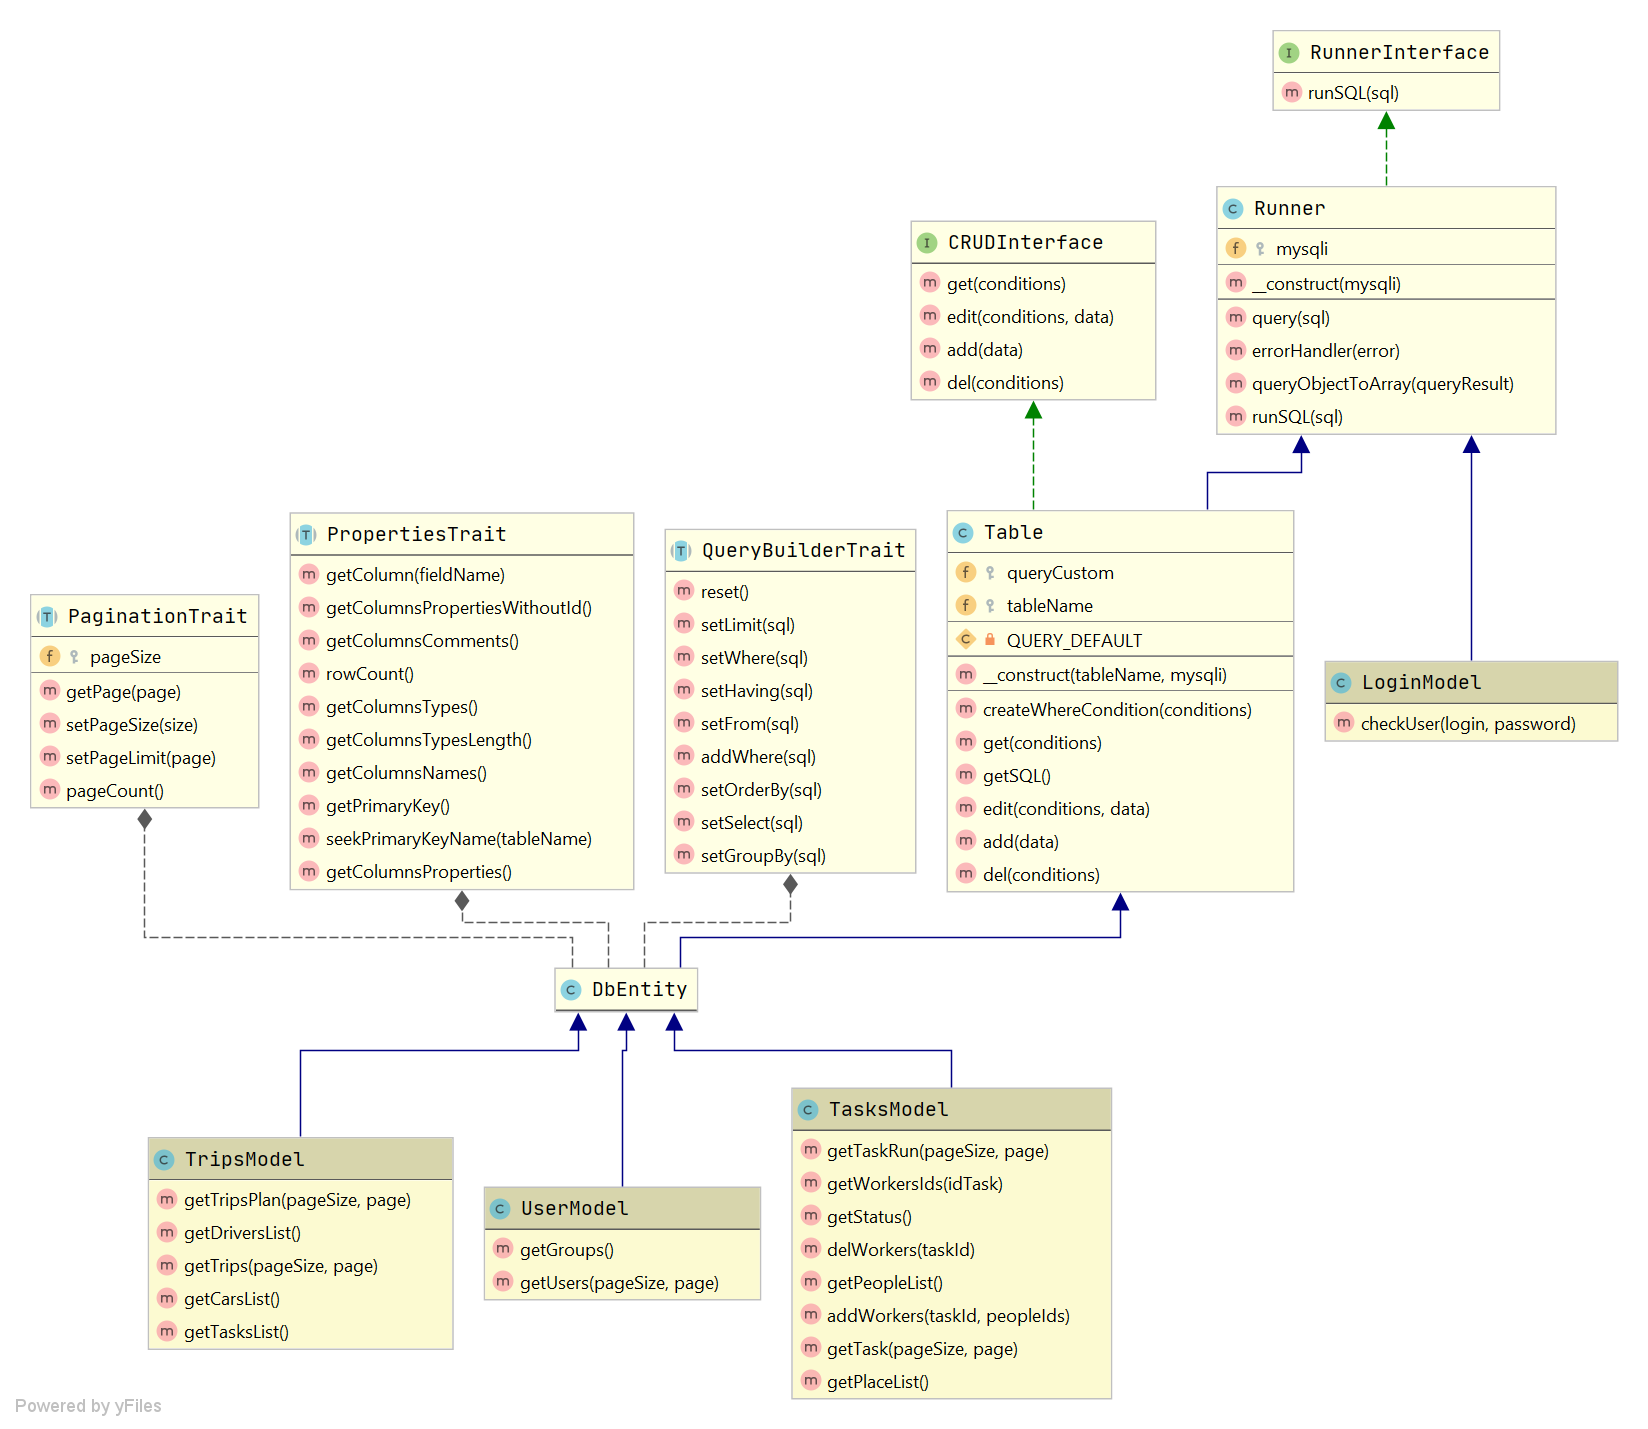 RunnerInterface
runSQL(sql)
Runner
mysqli
__construct(mysqli)
query(sql)
errorHandler(error)
queryObjectToArray(queryResult)
runSQL(sql)
CRUDInterface
get(conditions)
edit(conditions, data)
add(data)
del(conditions)
PaginationTrait
pageSize
getPage(page)
setPageSize(size)
setPageLimit(page)
pageCount()
PropertiesTrait
getColumn(fieldName)
getColumnsPropertiesWithoutId()
getColumnsComments()
rowCount()
getColumnsTypes()
getColumnsTypesLength()
getColumnsNames()
getPrimaryKey()
seekPrimaryKeyName(tableName)
getColumnsProperties()
QueryBuilderTrait
reset()
setLimit(sql)
setWhere(sql)
setHaving(sql)
setFrom(sql)
addWhere(sql)
setOrderBy(sql)
setSelect(sql)
setGroupBy(sql)
Table
queryCustom
tableName
QUERY_DEFAULT
__construct(tableName, mysqli)
createWhereCondition(conditions)
get(conditions)
getSQL()
edit(conditions, data)
add(data)
del(conditions)
LoginModel
checkUser(login, password)
DbEntity
TripsModel
getTripsPlan(pageSize, page)
getDriversList()
getTrips(pageSize, page)
getCarsList()
getTasksList()
UserModel
getGroups()
getUsers(pageSize, page)
TasksModel
getTaskRun(pageSize, page)
getWorkersIds(idTask)
getStatus()
delWorkers(taskId)
getPeopleList()
addWorkers(taskId, peopleIds)
getTask(pageSize, page)
getPlaceList()
Powered by yFiles